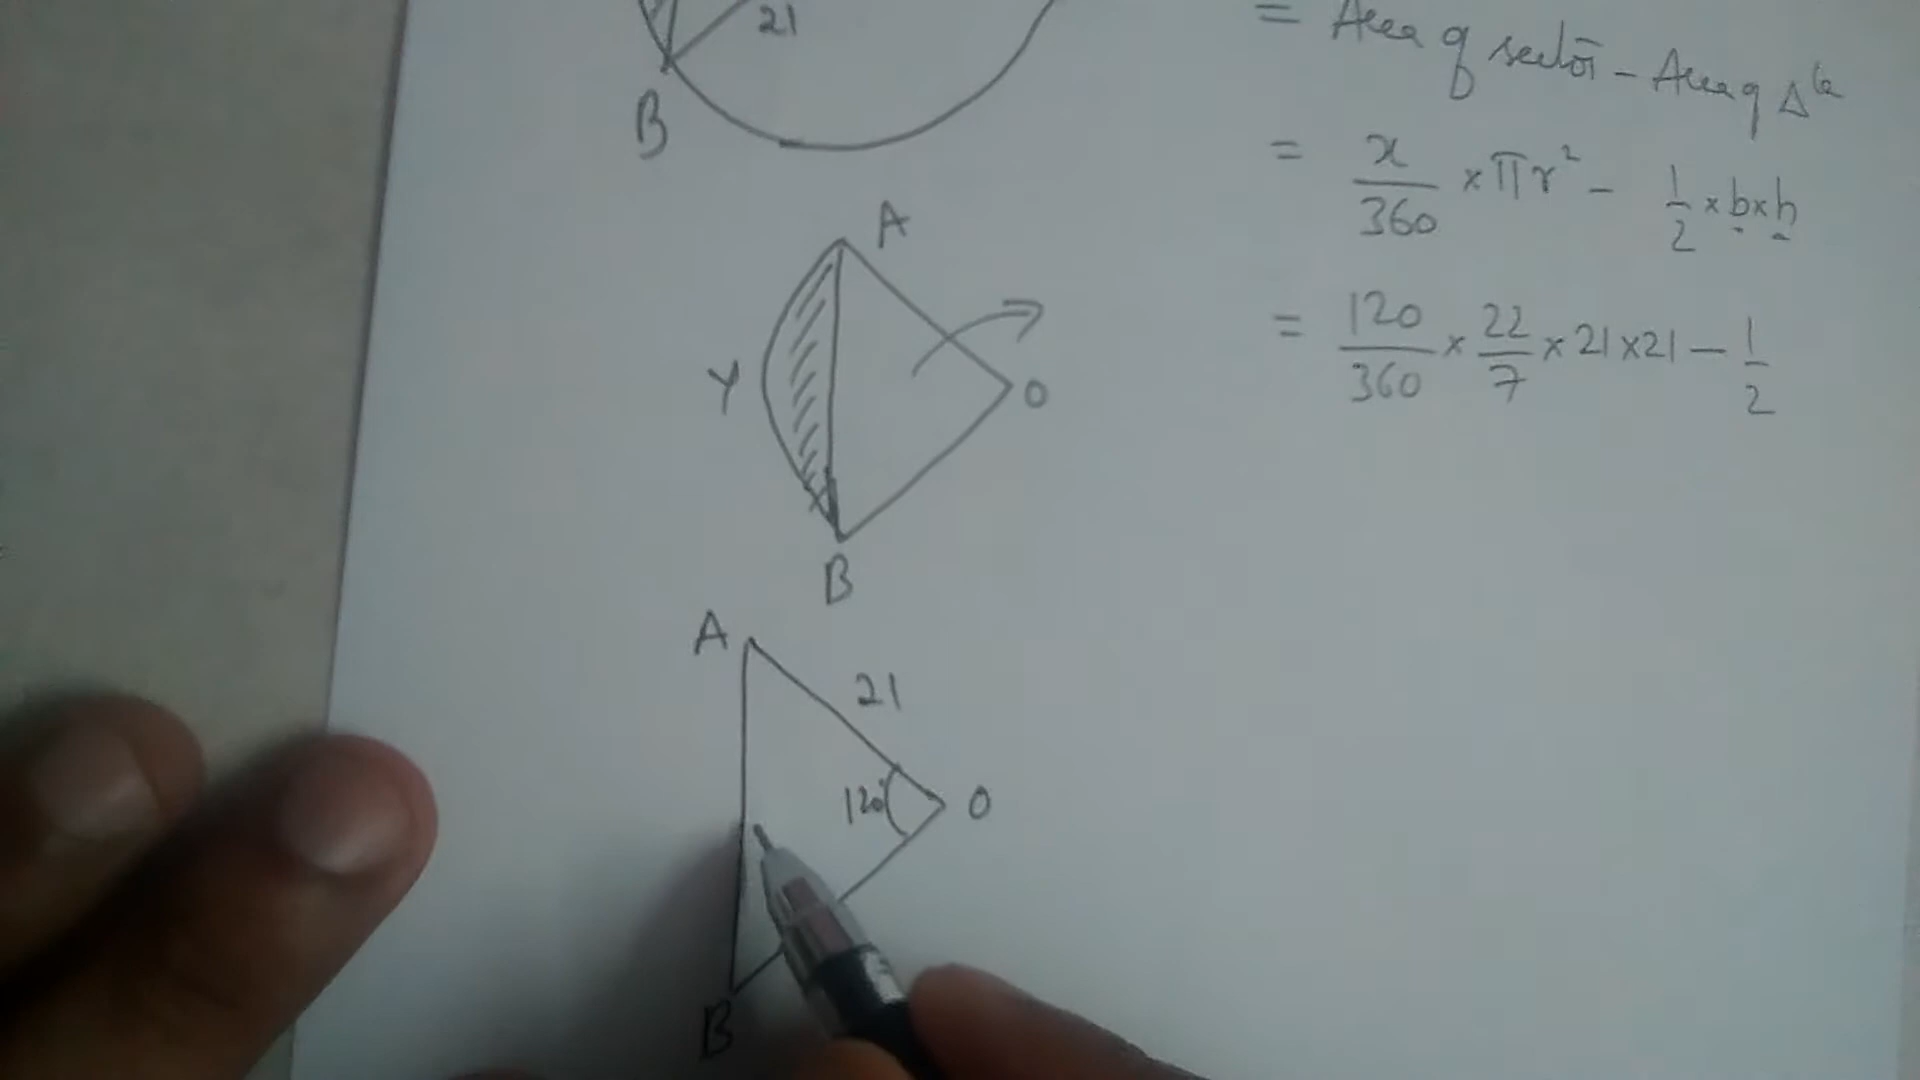 21
B
= Area of sector - Area of Δle
= x/360 × πr² - 1/2 × b × h
= 120/360 × 22/7 × 21 × 21 - 1/2
A
Y
O
B
A
21
120°
O
B